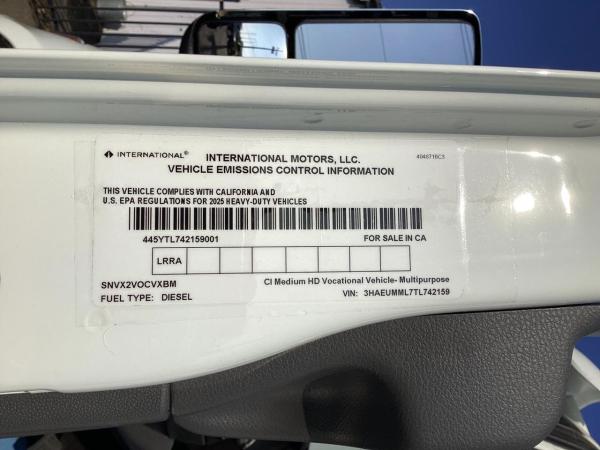 INTERNATIONAL® INTERNATIONAL MOTORS, LLC. 4048716C3
VEHICLE EMISSIONS CONTROL INFORMATION
THIS VEHICLE COMPLIES WITH CALIFORNIA AND
U.S. EPA REGULATIONS FOR 2025 HEAVY-DUTY VEHICLES
445YTL742159001 FOR SALE IN CA
LRRA
SNVX2VOCVXBM CI Medium HD Vocational Vehicle- Multipurpose
FUEL TYPE: DIESEL VIN: 3HAEUMML7TL742159